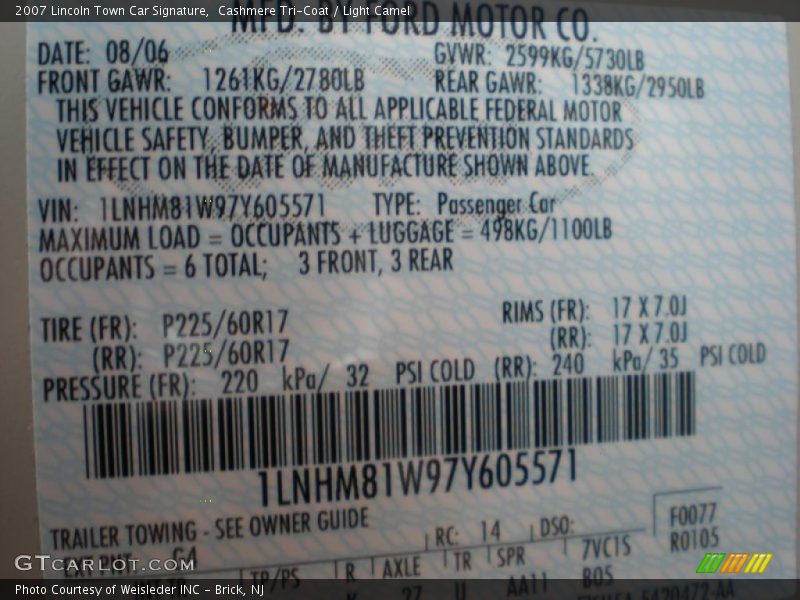 2007 Lincoln Town Car Signature, Cashmere Tri-Coat / Light Camel
MFD. BY FORD MOTOR CO.
DATE: 08/06 GVWR: 2599KG/5730LB
FRONT GAWR: 1261KG/2780LB REAR GAWR: 1338KG/2950LB
THIS VEHICLE CONFORMS TO ALL APPLICABLE FEDERAL MOTOR
VEHICLE SAFETY, BUMPER, AND THEFT PREVENTION STANDARDS
IN EFFECT ON THE DATE OF MANUFACTURE SHOWN ABOVE.
VIN: 1LNHM81W97Y605571 TYPE: Passenger Car
MAXIMUM LOAD = OCCUPANTS + LUGGAGE = 498KG/1100LB
OCCUPANTS = 6 TOTAL; 3 FRONT, 3 REAR
TIRE (FR): P225/60R17 RIMS (FR): 17 X 7.0J
(RR): P225/60R17 (RR): 17 X 7.0J
PRESSURE (FR): 220 kPa/ 32 PSI COLD (RR): 240 kPa/ 35 PSI COLD
1LNHM81W97Y605571
TRAILER TOWING - SEE OWNER GUIDE
RC: 14 DSO: F0077
R0105
EXT PNT: G4 7VC15
TP/PS R AXLE TR SPR B05
27 U AA11
GTCARLOT.COM
Photo Courtesy of Weisleder INC - Brick, NJ